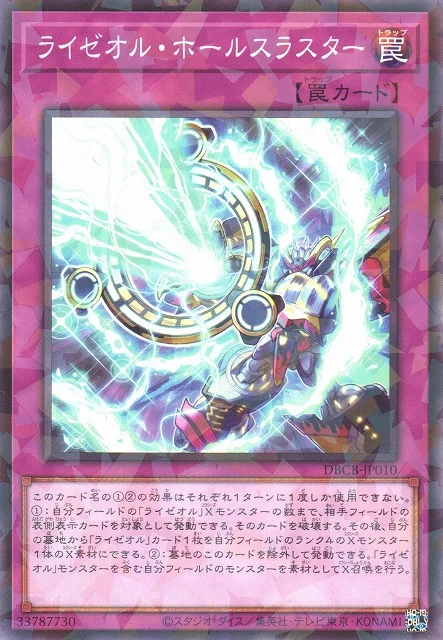 ライゼオル・ホールスラスター 罠
【罠カード】
DBCB-JP010
このカード名の①②の効果はそれぞれ1ターンに1度しか使用できない。
①：自分フィールドの「ライゼオル」Xモンスターの数まで、相手フィールドの
表側表示カードを対象として発動できる。そのカードを破壊する。その後、自分の
墓地から「ライゼオル」カード1枚を自分フィールドのランク4のXモンスター
1体のX素材にできる。②：墓地のこのカードを除外して発動できる。「ライゼオ
ル」モンスターを含む自分フィールドのモンスターを素材としてX召喚を行う。
33787730
©スタジオ・ダイス／集英社・テレビ東京・KONAMI